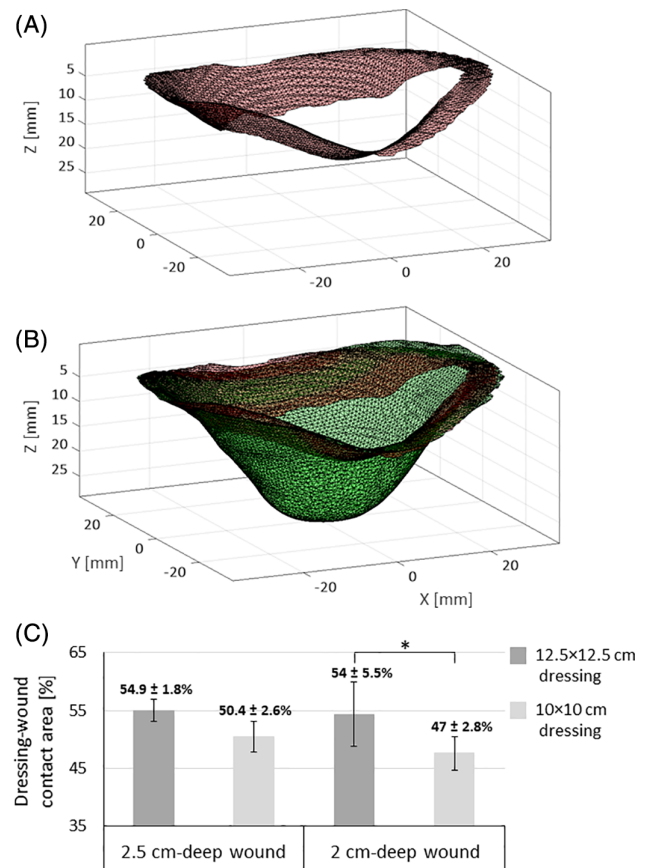 (A)
5
10
15
20
25
Z [mm]
20
0
-20
-20
0
20
(B)
5
10
15
20
25
Z [mm]
20
0
-20
Y [mm]
-20
0
20
X [mm]
(C)
65
55
45
35
Dressing-wound
contact area [%]
54.9 ± 1.8%
50.4 ± 2.6%
*
54 ± 5.5%
47 ± 2.8%
2.5 cm-deep wound
2 cm-deep wound
12.5×12.5 cm
dressing
10×10 cm
dressing